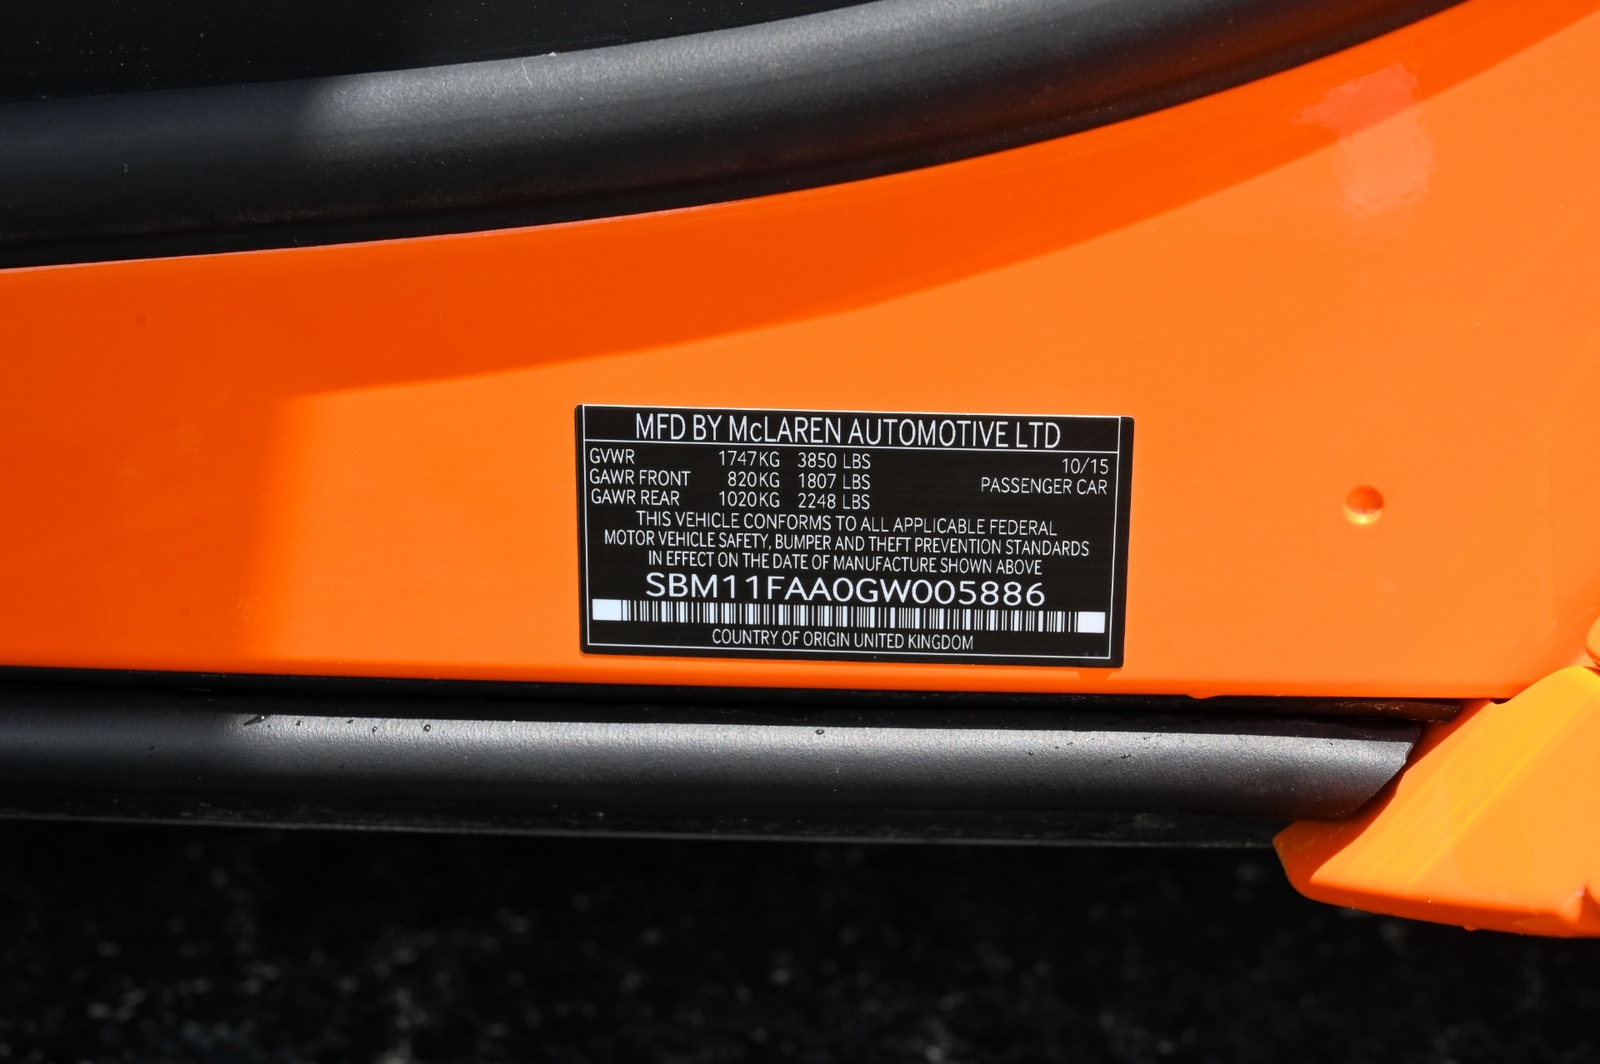 MFD BY McLAREN AUTOMOTIVE LTD
GVWR 1747KG 3850 LBS 10/15
GAWR FRONT 820KG 1807 LBS PASSENGER CAR
GAWR REAR 1020KG 2248 LBS
THIS VEHICLE CONFORMS TO ALL APPLICABLE FEDERAL
MOTOR VEHICLE SAFETY, BUMPER AND THEFT PREVENTION STANDARDS
IN EFFECT ON THE DATE OF MANUFACTURE SHOWN ABOVE
SBM11FAA0GW005886
COUNTRY OF ORIGIN UNITED KINGDOM